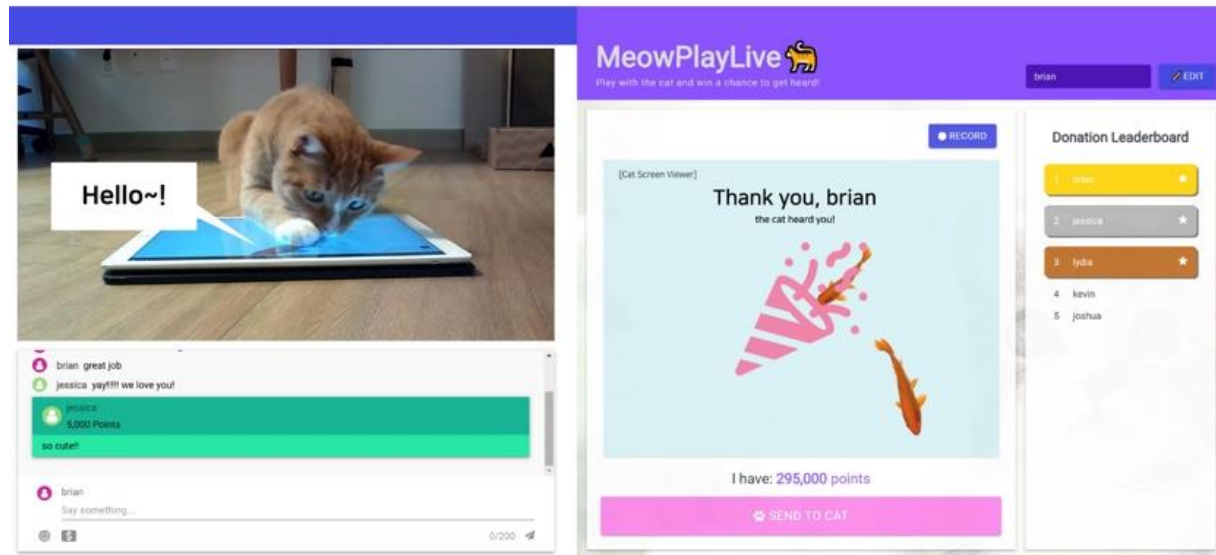 Hello~!
brian great job
jessica yay!!!!! we love you!
jessica
5,000 Points
so cute!!
brian
Say something...
0/200
MeowPlayLive
Play with the cat and win a chance to get heard!
brian
EDIT
RECORD
[Cat Screen Viewer]
Thank you, brian
the cat heard you!
I have: 295,000 points
SEND TO CAT
Donation Leaderboard
1 brian
2 jessica
3 lydia
4 kevin
5 joshua